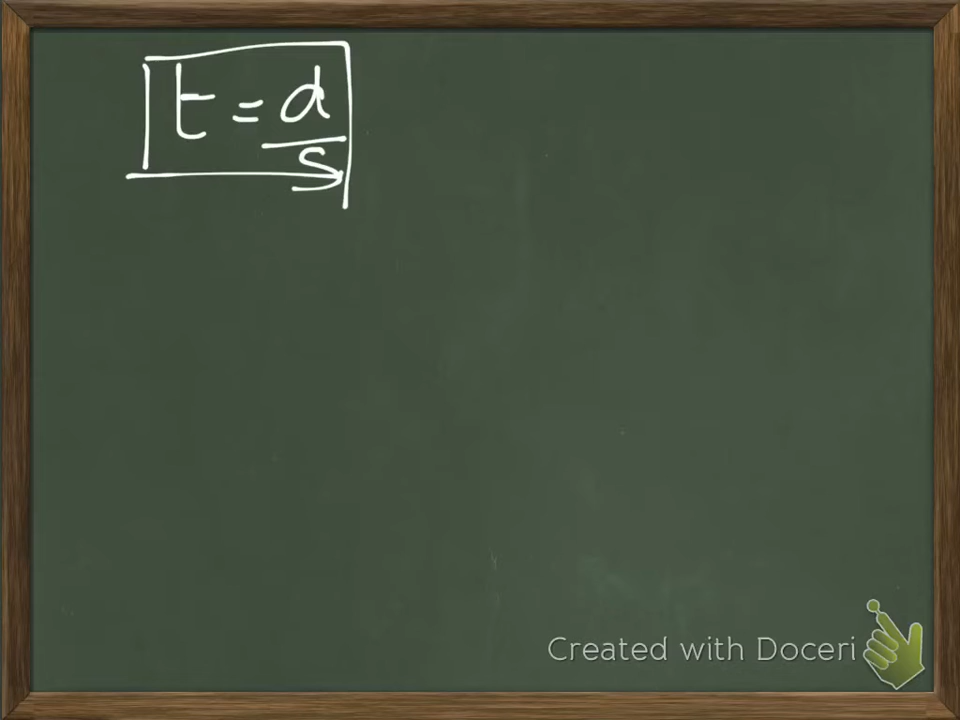 t = d/s
Created with Doceri